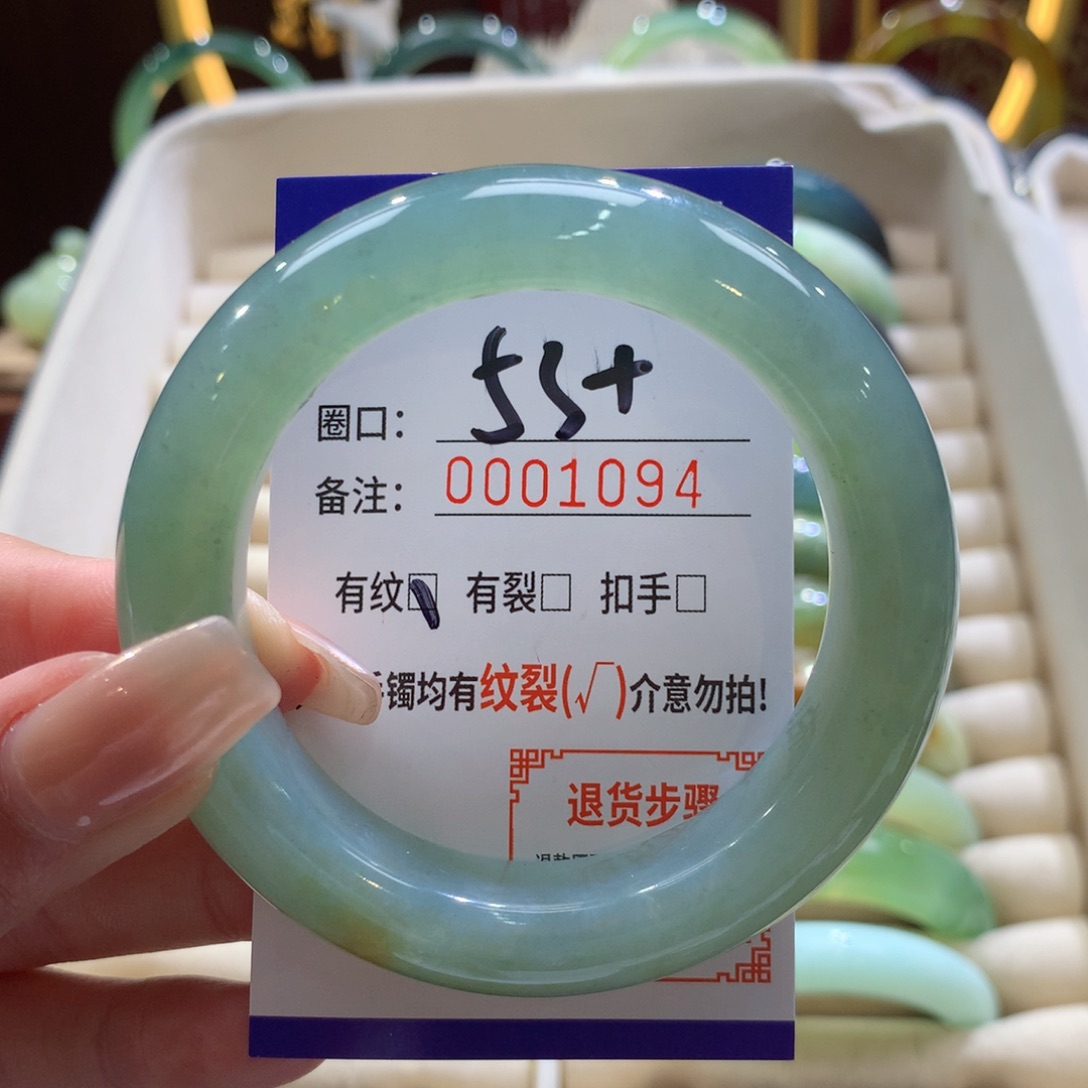 圈口: 55+
备注: 0001094
有纹□ 有裂□ 扣手□
手镯均有纹裂(√)介意勿拍!
退货步骤